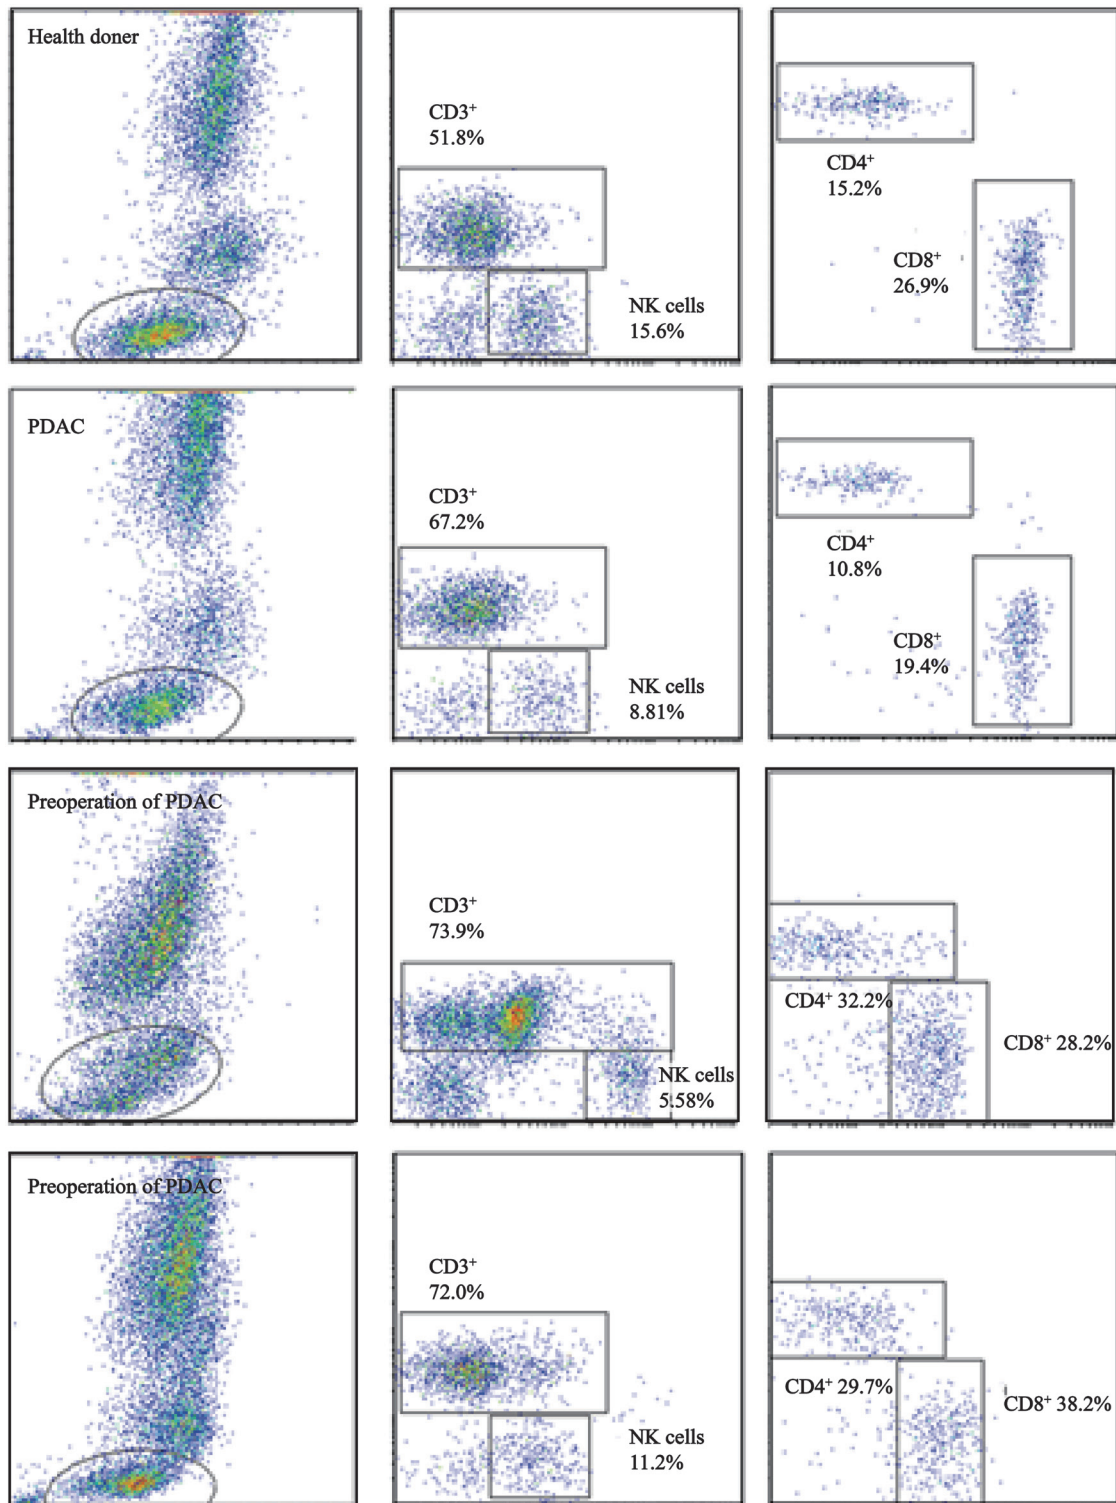 Health doner
CD3+
51.8%
NK cells
15.6%
CD4+
15.2%
CD8+
26.9%
PDAC
CD3+
67.2%
NK cells
8.81%
CD4+
10.8%
CD8+
19.4%
Preoperation of PDAC
CD3+
73.9%
NK cells
5.58%
CD4+ 32.2%
CD8+ 28.2%
Preoperation of PDAC
CD3+
72.0%
NK cells
11.2%
CD4+ 29.7%
CD8+ 38.2%